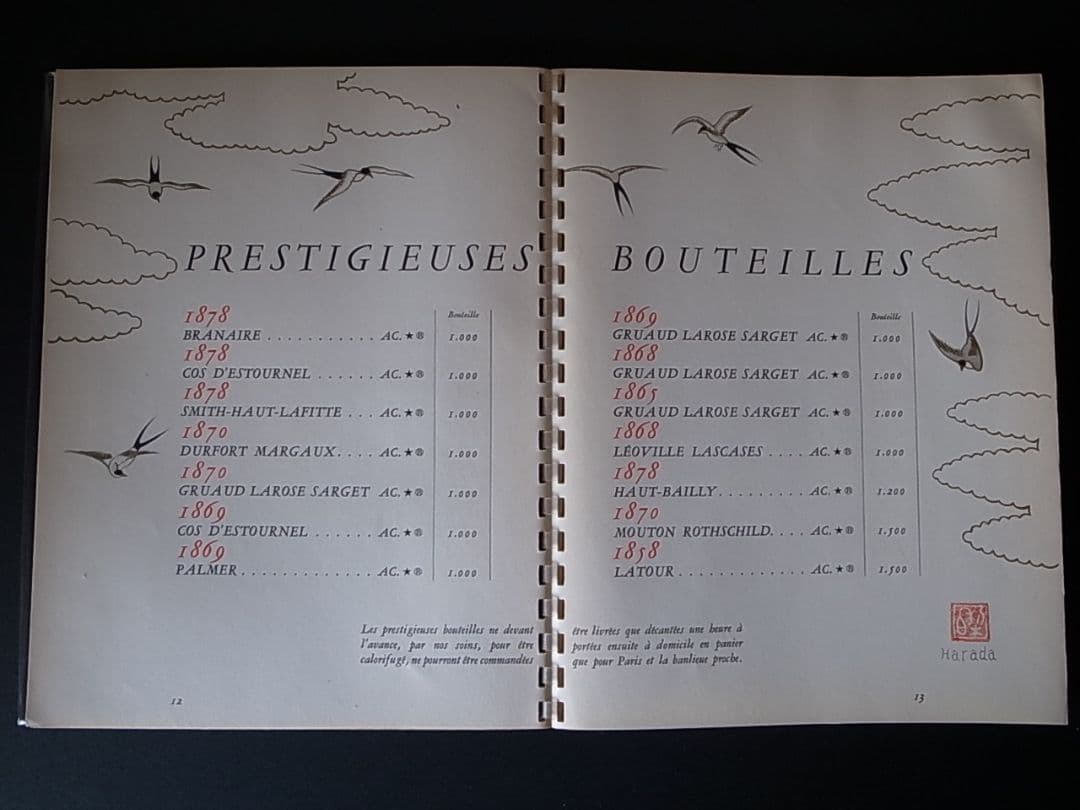 PRESTIGIEUSES BOUTEILLES
Bouteille
1878
BRANAIRE . . . . . . . . . . . AC. ★ ® 1.000
1878
COS D'ESTOURNEL . . . . . . AC. ★ ® 1.000
1878
SMITH-HAUT-LAFITTE . . . AC. ★ ® 1.000
1870
DURFORT MARGAUX. . . . AC. ★ ® 1.000
1870
GRUAUD LAROSE SARGET AC. ★ ® 1.000
1869
COS D'ESTOURNEL . . . . . . AC. ★ ® 1.000
1869
PALMER . . . . . . . . . . . . . AC. ★ ® 1.000
Bouteille
1869
GRUAUD LAROSE SARGET AC. ★ ® 1.000
1868
GRUAUD LAROSE SARGET AC. ★ ® 1.000
1865
GRUAUD LAROSE SARGET AC. ★ ® 1.000
1868
LÉOVILLE LASCASES . . . . AC. ★ ® 1.000
1878
HAUT-BAILLY. . . . . . . . . AC. ★ ® 1.200
1870
MOUTON ROTHSCHILD. . . . AC. ★ ® 1.500
1858
LATOUR . . . . . . . . . . . . . AC. ★ ® 1.500
Les prestigieuses bouteilles ne devant être livrées que décantées une heure à
l'avance, par nos soins, pour être portées ensuite à domicile en panier
calorifugé, ne pourront être commandées que pour Paris et la banlieue proche.
Harada
12
13